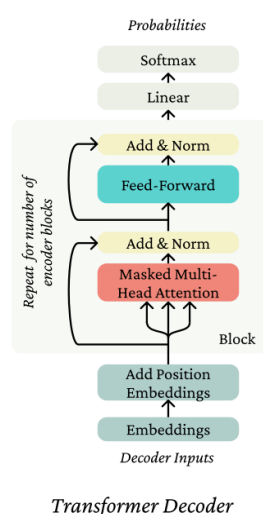 Probabilities
Softmax
Linear
Add & Norm
Feed-Forward
Repeat for number of
encoder blocks
Add & Norm
Masked Multi-
Head Attention
Block
Add Position
Embeddings
Embeddings
Decoder Inputs
Transformer Decoder